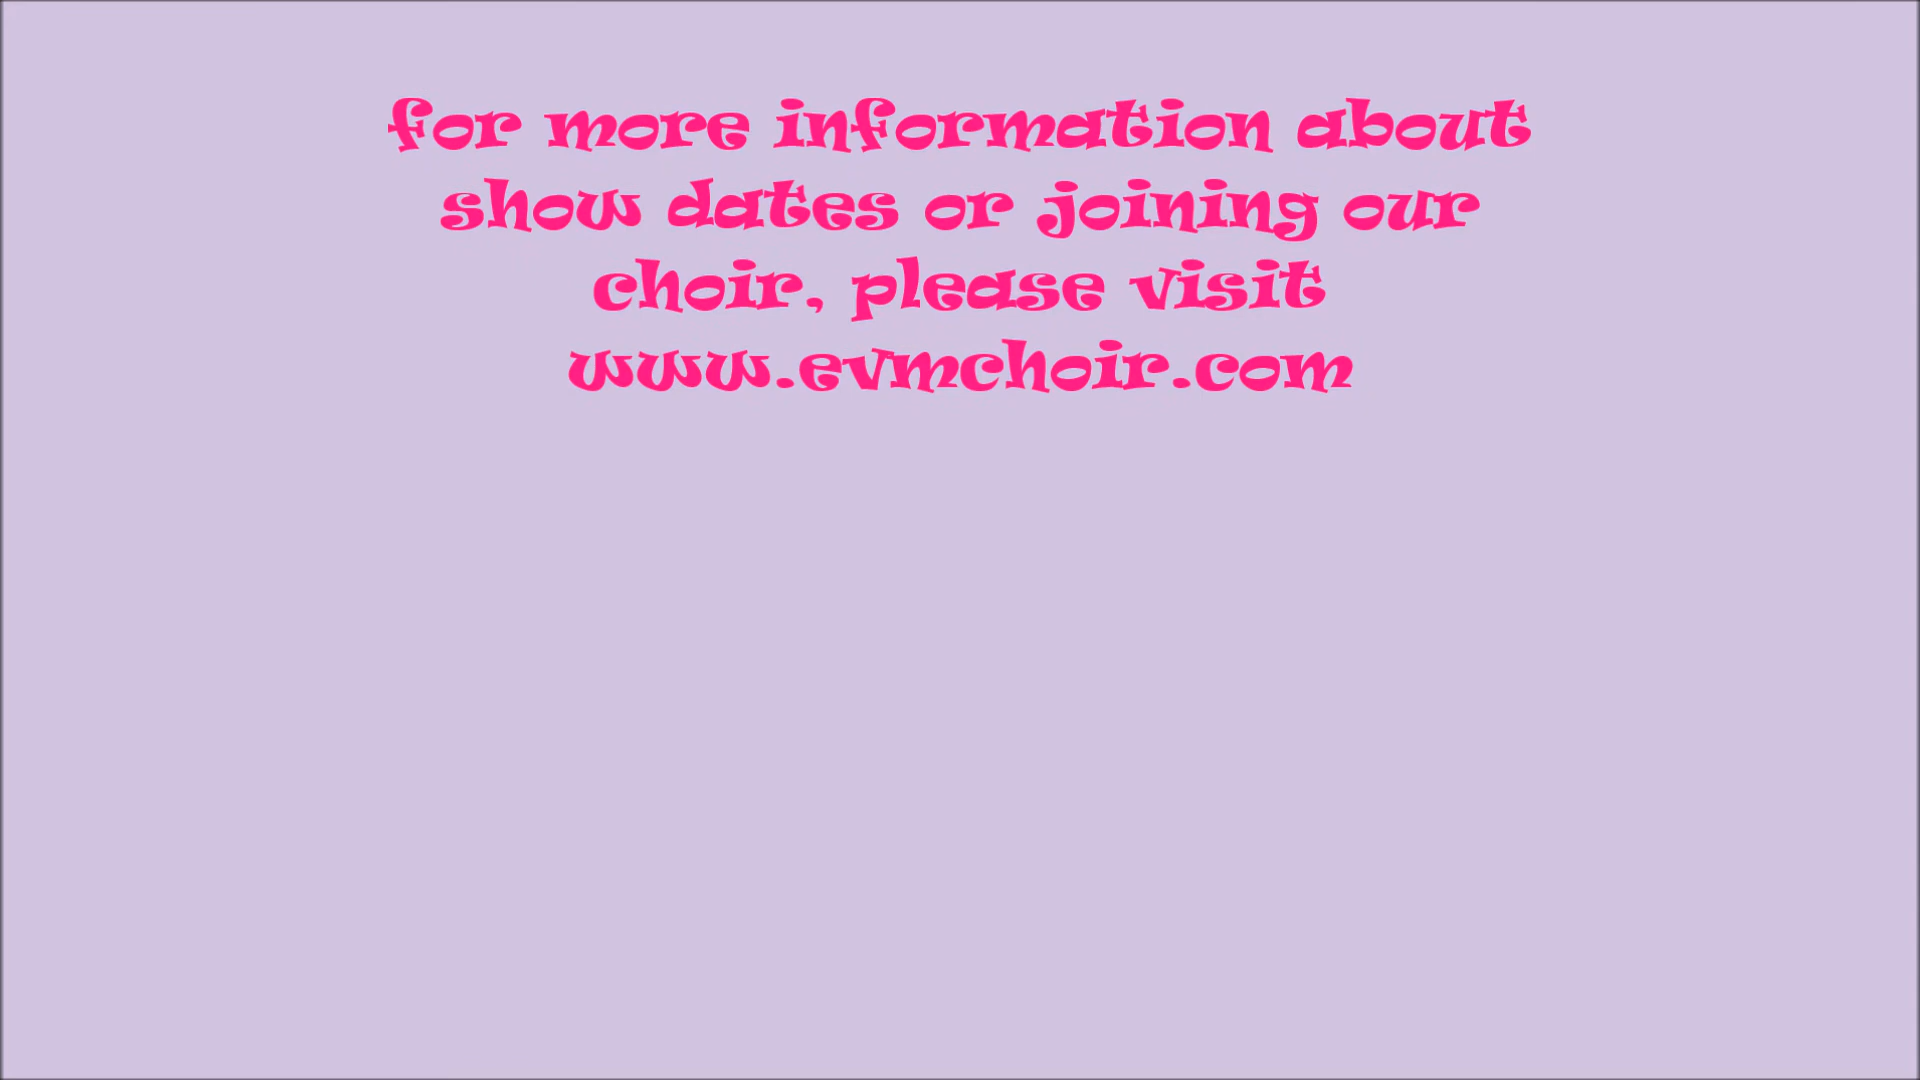 for more information about
show dates or joining our
choir, please visit
www.evmchoir.com